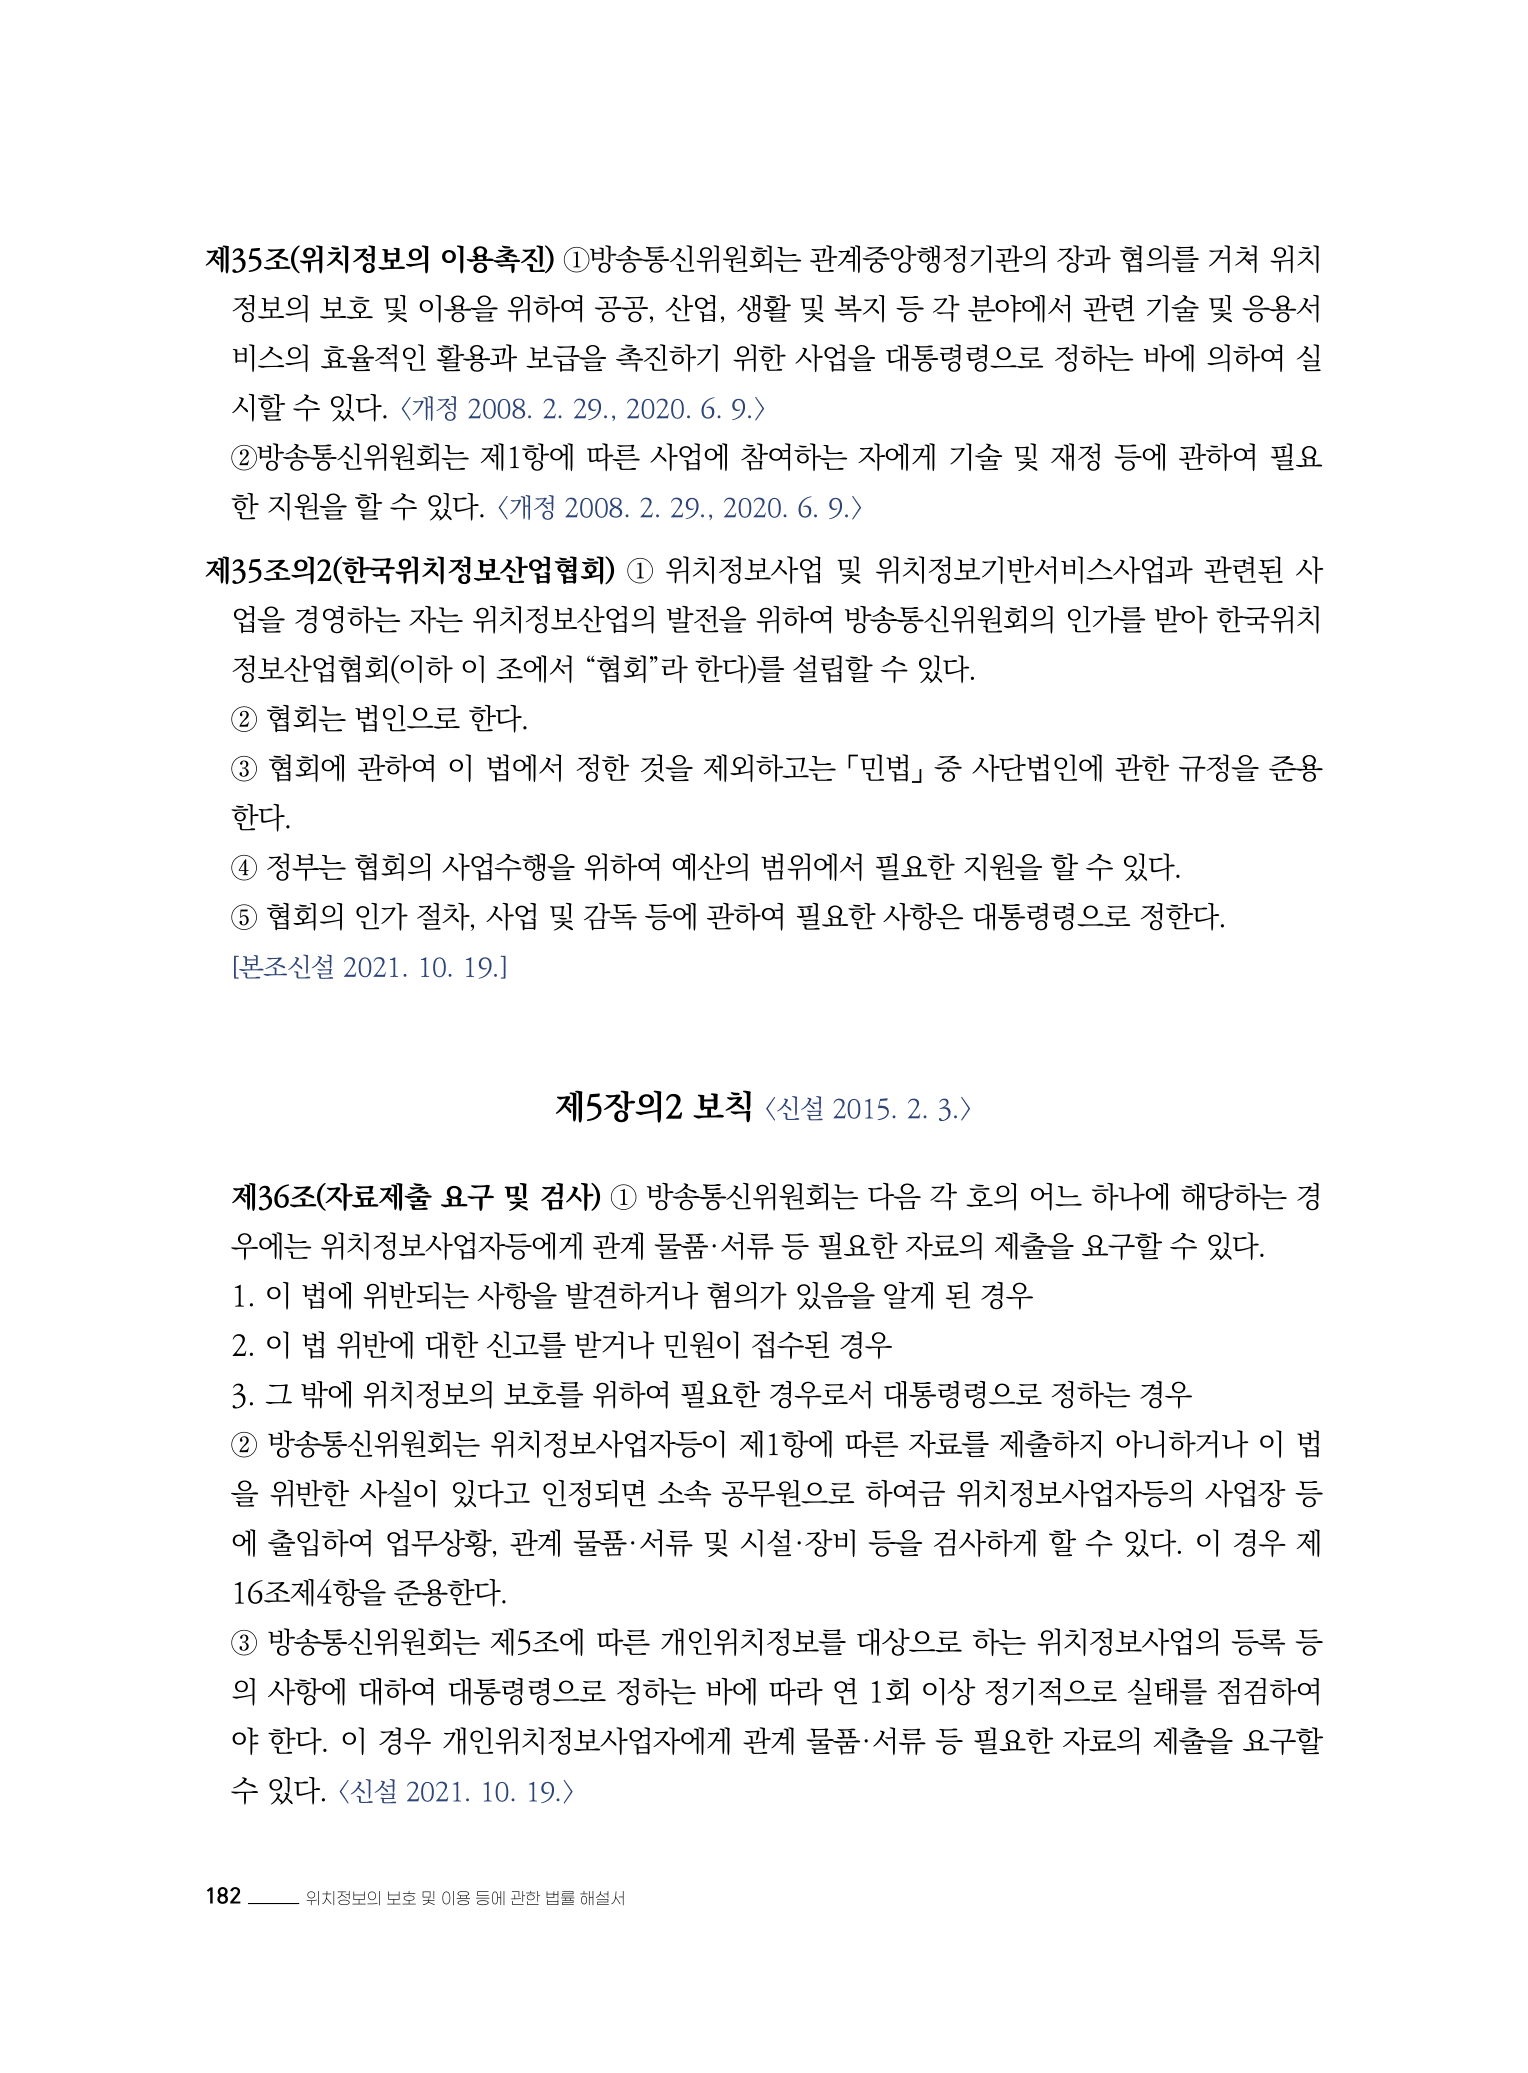 제35조(위치정보의 이용촉진) ①방송통신위원회는 관계중앙행정기관의 장과 협의를 거쳐 위치
정보의 보호 및 이용을 위하여 공공, 산업, 생활 및 복지 등 각 분야에서 관련 기술 및 응용서
비스의 효율적인 활용과 보급을 촉진하기 위한 사업을 대통령령으로 정하는 바에 의하여 실
시할 수 있다. 〈개정 2008. 2. 29., 2020. 6. 9.〉
②방송통신위원회는 제1항에 따른 사업에 참여하는 자에게 기술 및 재정 등에 관하여 필요
한 지원을 할 수 있다. 〈개정 2008. 2. 29., 2020. 6. 9.〉
제35조의2(한국위치정보산업협회) ① 위치정보사업 및 위치정보기반서비스사업과 관련된 사
업을 경영하는 자는 위치정보산업의 발전을 위하여 방송통신위원회의 인가를 받아 한국위치
정보산업협회(이하 이 조에서 “협회”라 한다)를 설립할 수 있다.
② 협회는 법인으로 한다.
③ 협회에 관하여 이 법에서 정한 것을 제외하고는 「민법」 중 사단법인에 관한 규정을 준용
한다.
④ 정부는 협회의 사업수행을 위하여 예산의 범위에서 필요한 지원을 할 수 있다.
⑤ 협회의 인가 절차, 사업 및 감독 등에 관하여 필요한 사항은 대통령령으로 정한다.
[본조신설 2021. 10. 19.]
제5장의2 보칙 〈신설 2015. 2. 3.〉
제36조(자료제출 요구 및 검사) ① 방송통신위원회는 다음 각 호의 어느 하나에 해당하는 경
우에는 위치정보사업자등에게 관계 물품·서류 등 필요한 자료의 제출을 요구할 수 있다.
1. 이 법에 위반되는 사항을 발견하거나 혐의가 있음을 알게 된 경우
2. 이 법 위반에 대한 신고를 받거나 민원이 접수된 경우
3. 그 밖에 위치정보의 보호를 위하여 필요한 경우로서 대통령령으로 정하는 경우
② 방송통신위원회는 위치정보사업자등이 제1항에 따른 자료를 제출하지 아니하거나 이 법
을 위반한 사실이 있다고 인정되면 소속 공무원으로 하여금 위치정보사업자등의 사업장 등
에 출입하여 업무상황, 관계 물품·서류 및 시설·장비 등을 검사하게 할 수 있다. 이 경우 제
16조제4항을 준용한다.
③ 방송통신위원회는 제5조에 따른 개인위치정보를 대상으로 하는 위치정보사업의 등록 등
의 사항에 대하여 대통령령으로 정하는 바에 따라 연 1회 이상 정기적으로 실태를 점검하여
야 한다. 이 경우 개인위치정보사업자에게 관계 물품·서류 등 필요한 자료의 제출을 요구할
수 있다. 〈신설 2021. 10. 19.〉
182 위치정보의 보호 및 이용 등에 관한 법률 해설서